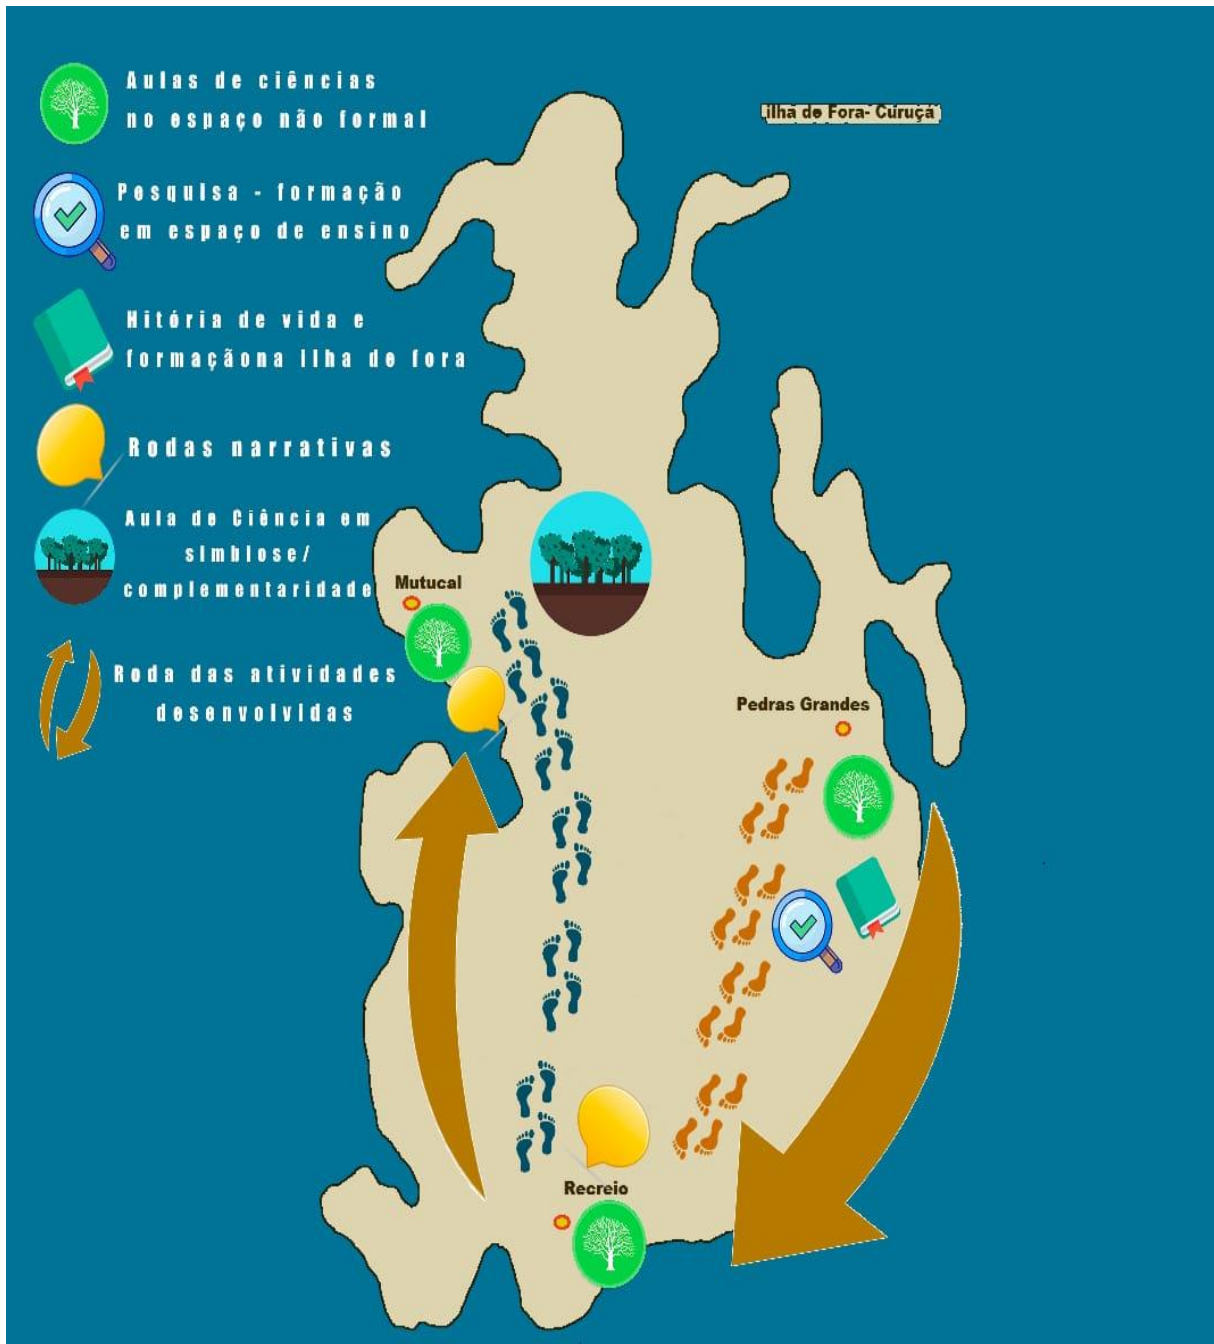 Aulas de ciências
no espaço não formal
ilha de Fora- Curuçá
Pesquisa - formação
em espaço de ensino
Hitória de vida e
formaçãona ilha de fora
Rodas narrativas
Aula de Ciência em
simbiose/
complementaridade
Mutucal
Roda das atividades
desenvolvidas
Pedras Grandes
Recreio